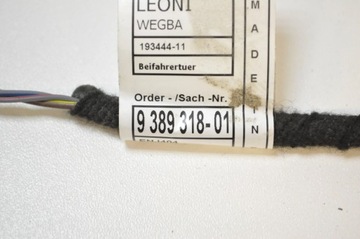 LEONI
WEGBA
193444-11
Beifahrertuer
Order - /Sach -Nr.
9 389 318-01
MADE IN